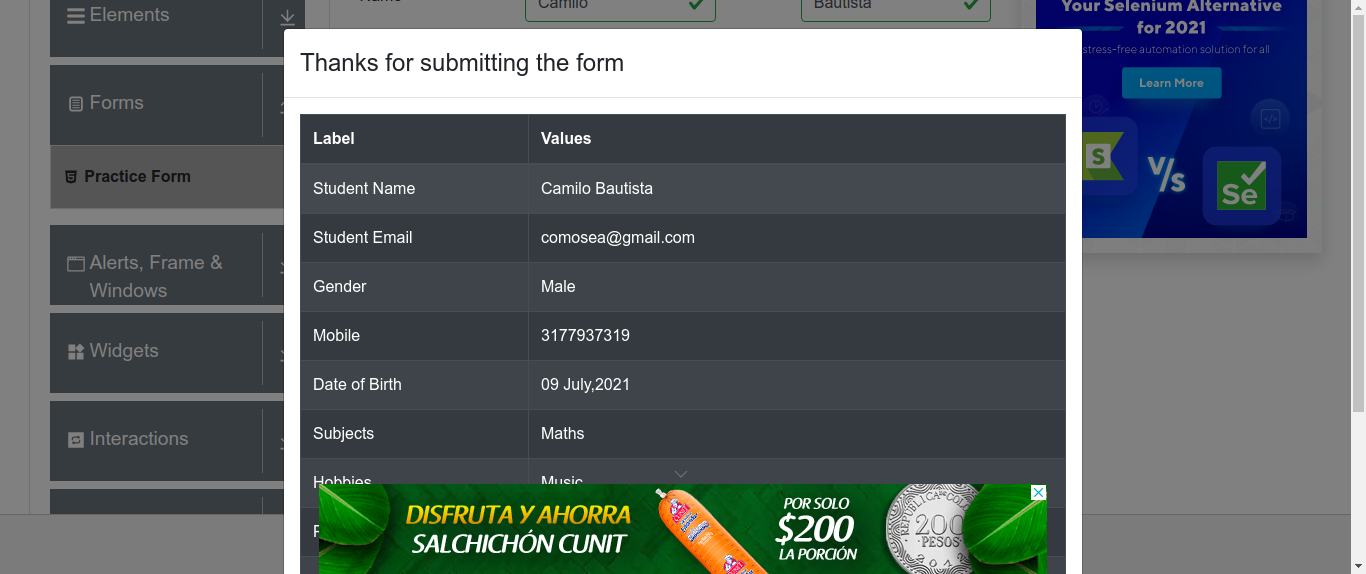 Elements
Name
Camilo
Bautista
Your Selenium Alternative
for 2021
stress-free automation solution for all
Learn More
S
V/s
Se
Forms
Practice Form
Alerts, Frame &
Windows
Widgets
Interactions
Thanks for submitting the form
Label Values
Student Name Camilo Bautista
Student Email comosea@gmail.com
Gender Male
Mobile 3177937319
Date of Birth 09 July,2021
Subjects Maths
Hobbies Music
DISFRUTA Y AHORRA
SALCHICHÓN CUNIT
POR SOLO
$200
LA PORCIÓN
200
PESOS